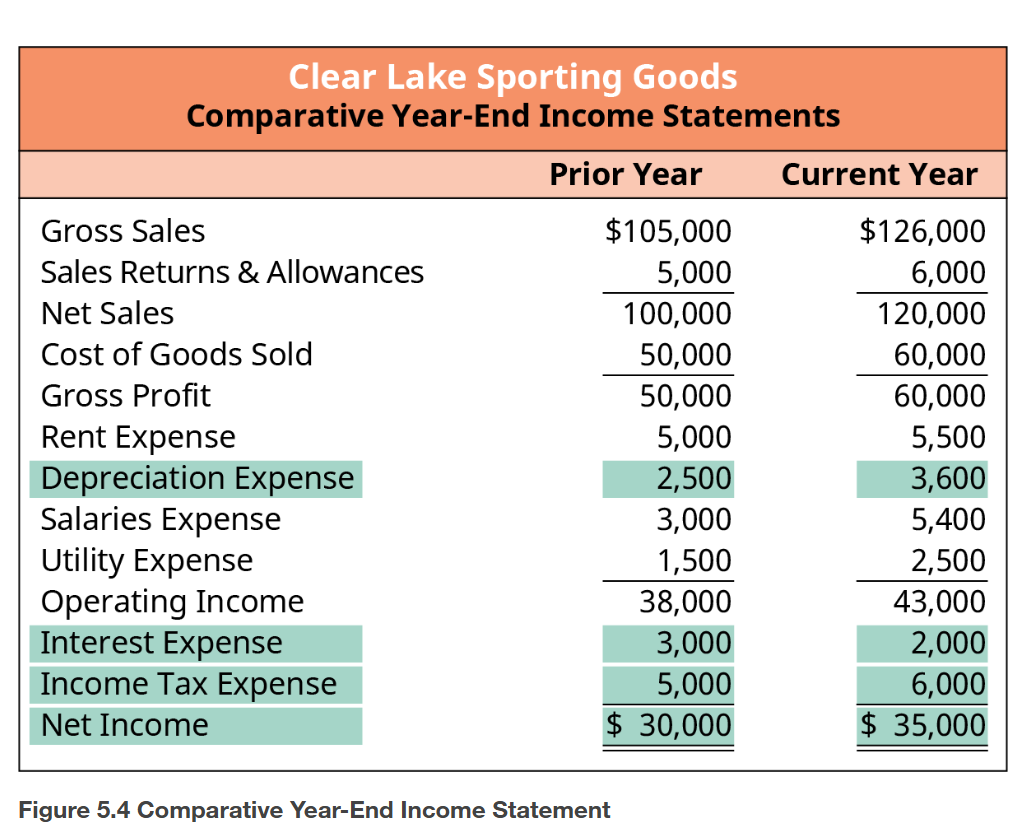 Clear Lake Sporting Goods
Comparative Year-End Income Statements
Prior Year Current Year
Gross Sales $105,000 $126,000
Sales Returns & Allowances 5,000 6,000
Net Sales 100,000 120,000
Cost of Goods Sold 50,000 60,000
Gross Profit 50,000 60,000
Rent Expense 5,000 5,500
Depreciation Expense 2,500 3,600
Salaries Expense 3,000 5,400
Utility Expense 1,500 2,500
Operating Income 38,000 43,000
Interest Expense 3,000 2,000
Income Tax Expense 5,000 6,000
Net Income $ 30,000 $ 35,000
Figure 5.4 Comparative Year-End Income Statement